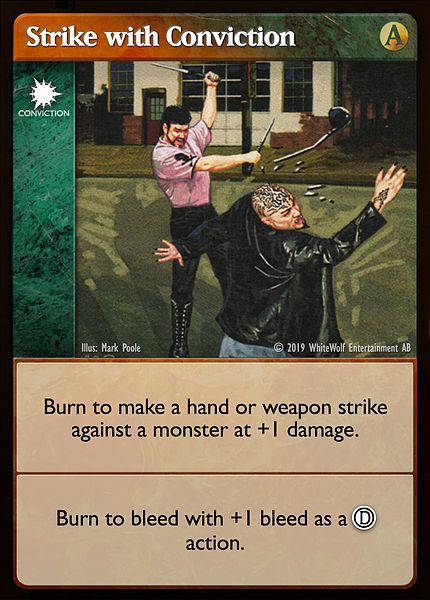 Strike with Conviction
A
CONVICTION
Illus: Mark Poole
© 2019 WhiteWolf Entertainment AB
Burn to make a hand or weapon strike
against a monster at +1 damage.
Burn to bleed with +1 bleed as a Ⓓ
action.